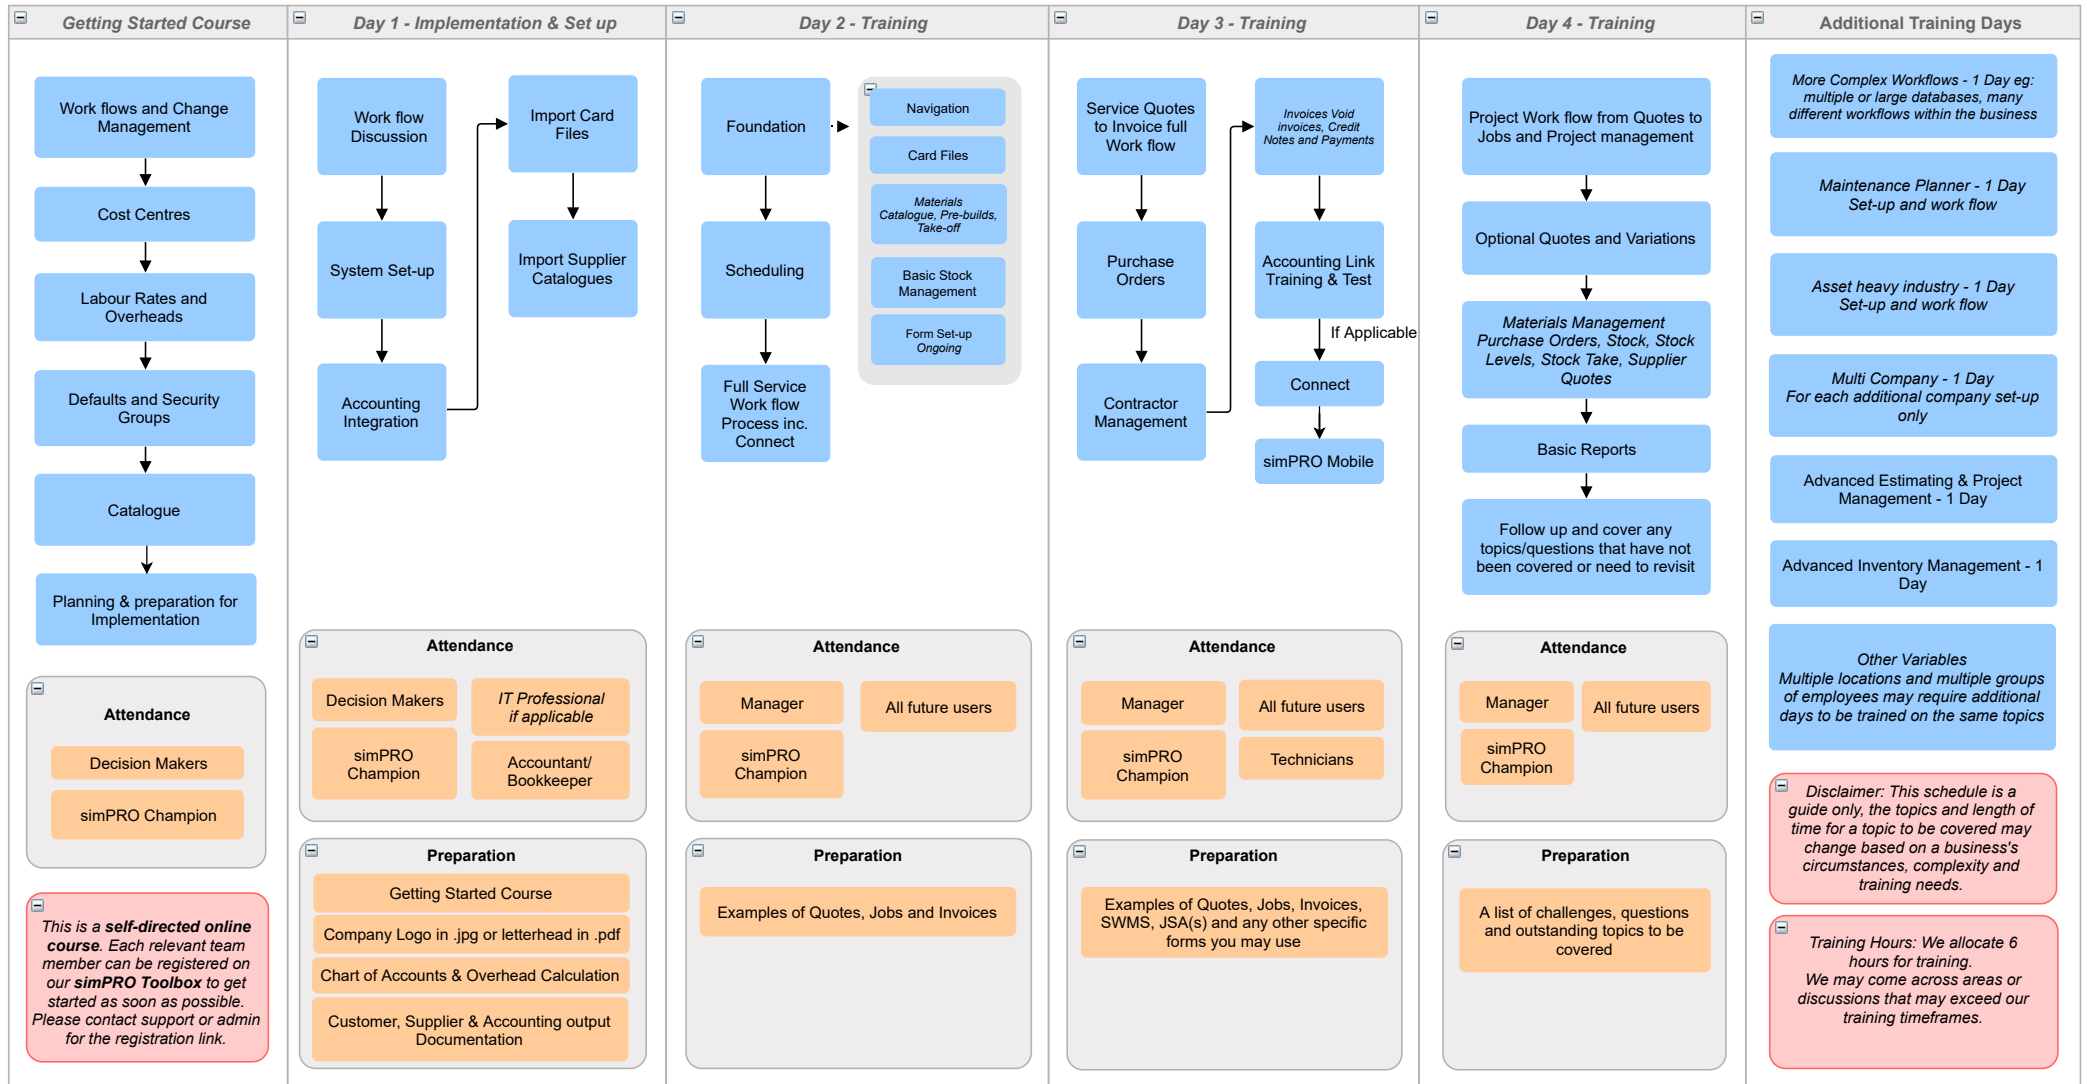 Getting Started Course
Work flows and Change
Management
Cost Centres
Labour Rates and
Overheads
Defaults and Security
Groups
Catalogue
Planning & preparation for
Implementation
Attendance
Decision Makers
simPRO Champion
This is a self-directed online
course. Each relevant team
member can be registered on
our simPRO Toolbox to get
started as soon as possible.
Please contact support or admin
for the registration link.
Day 1 - Implementation & Set up
Work flow
Discussion
System Set-up
Accounting
Integration
Import Card
Files
Import Supplier
Catalogues
Attendance
Decision Makers
IT Professional
if applicable
simPRO
Champion
Accountant/
Bookkeeper
Preparation
Getting Started Course
Company Logo in .jpg or letterhead in .pdf
Chart of Accounts & Overhead Calculation
Customer, Supplier & Accounting output
Documentation
Day 2 - Training
Foundation
Scheduling
Full Service
Work flow
Process inc.
Connect
Navigation
Card Files
Materials
Catalogue, Pre-builds,
Take-off
Basic Stock
Management
Form Set-up
Ongoing
Attendance
Manager
All future users
simPRO
Champion
Preparation
Examples of Quotes, Jobs and Invoices
Day 3 - Training
Service Quotes
to Invoice full
Work flow
Purchase
Orders
Contractor
Management
Invoices Void
invoices, Credit
Notes and Payments
Accounting Link
Training & Test
If Applicable
Connect
simPRO Mobile
Attendance
Manager
All future users
simPRO
Champion
Technicians
Preparation
Examples of Quotes, Jobs, Invoices,
SWMS, JSA(s) and any other specific
forms you may use
Day 4 - Training
Project Work flow from Quotes to
Jobs and Project management
Optional Quotes and Variations
Materials Management
Purchase Orders, Stock, Stock
Levels, Stock Take, Supplier
Quotes
Basic Reports
Follow up and cover any
topics/questions that have not
been covered or need to revisit
Attendance
Manager
All future users
simPRO
Champion
Preparation
A list of challenges, questions
and outstanding topics to be
covered
Additional Training Days
More Complex Workflows - 1 Day eg:
multiple or large databases, many
different workflows within the business
Maintenance Planner - 1 Day
Set-up and work flow
Asset heavy industry - 1 Day
Set-up and work flow
Multi Company - 1 Day
For each additional company set-up
only
Advanced Estimating & Project
Management - 1 Day
Advanced Inventory Management - 1
Day
Other Variables
Multiple locations and multiple groups
of employees may require additional
days to be trained on the same topics
Disclaimer: This schedule is a
guide only, the topics and length of
time for a topic to be covered may
change based on a business's
circumstances, complexity and
training needs.
Training Hours: We allocate 6
hours for training.
We may come across areas or
discussions that may exceed our
training timeframes.